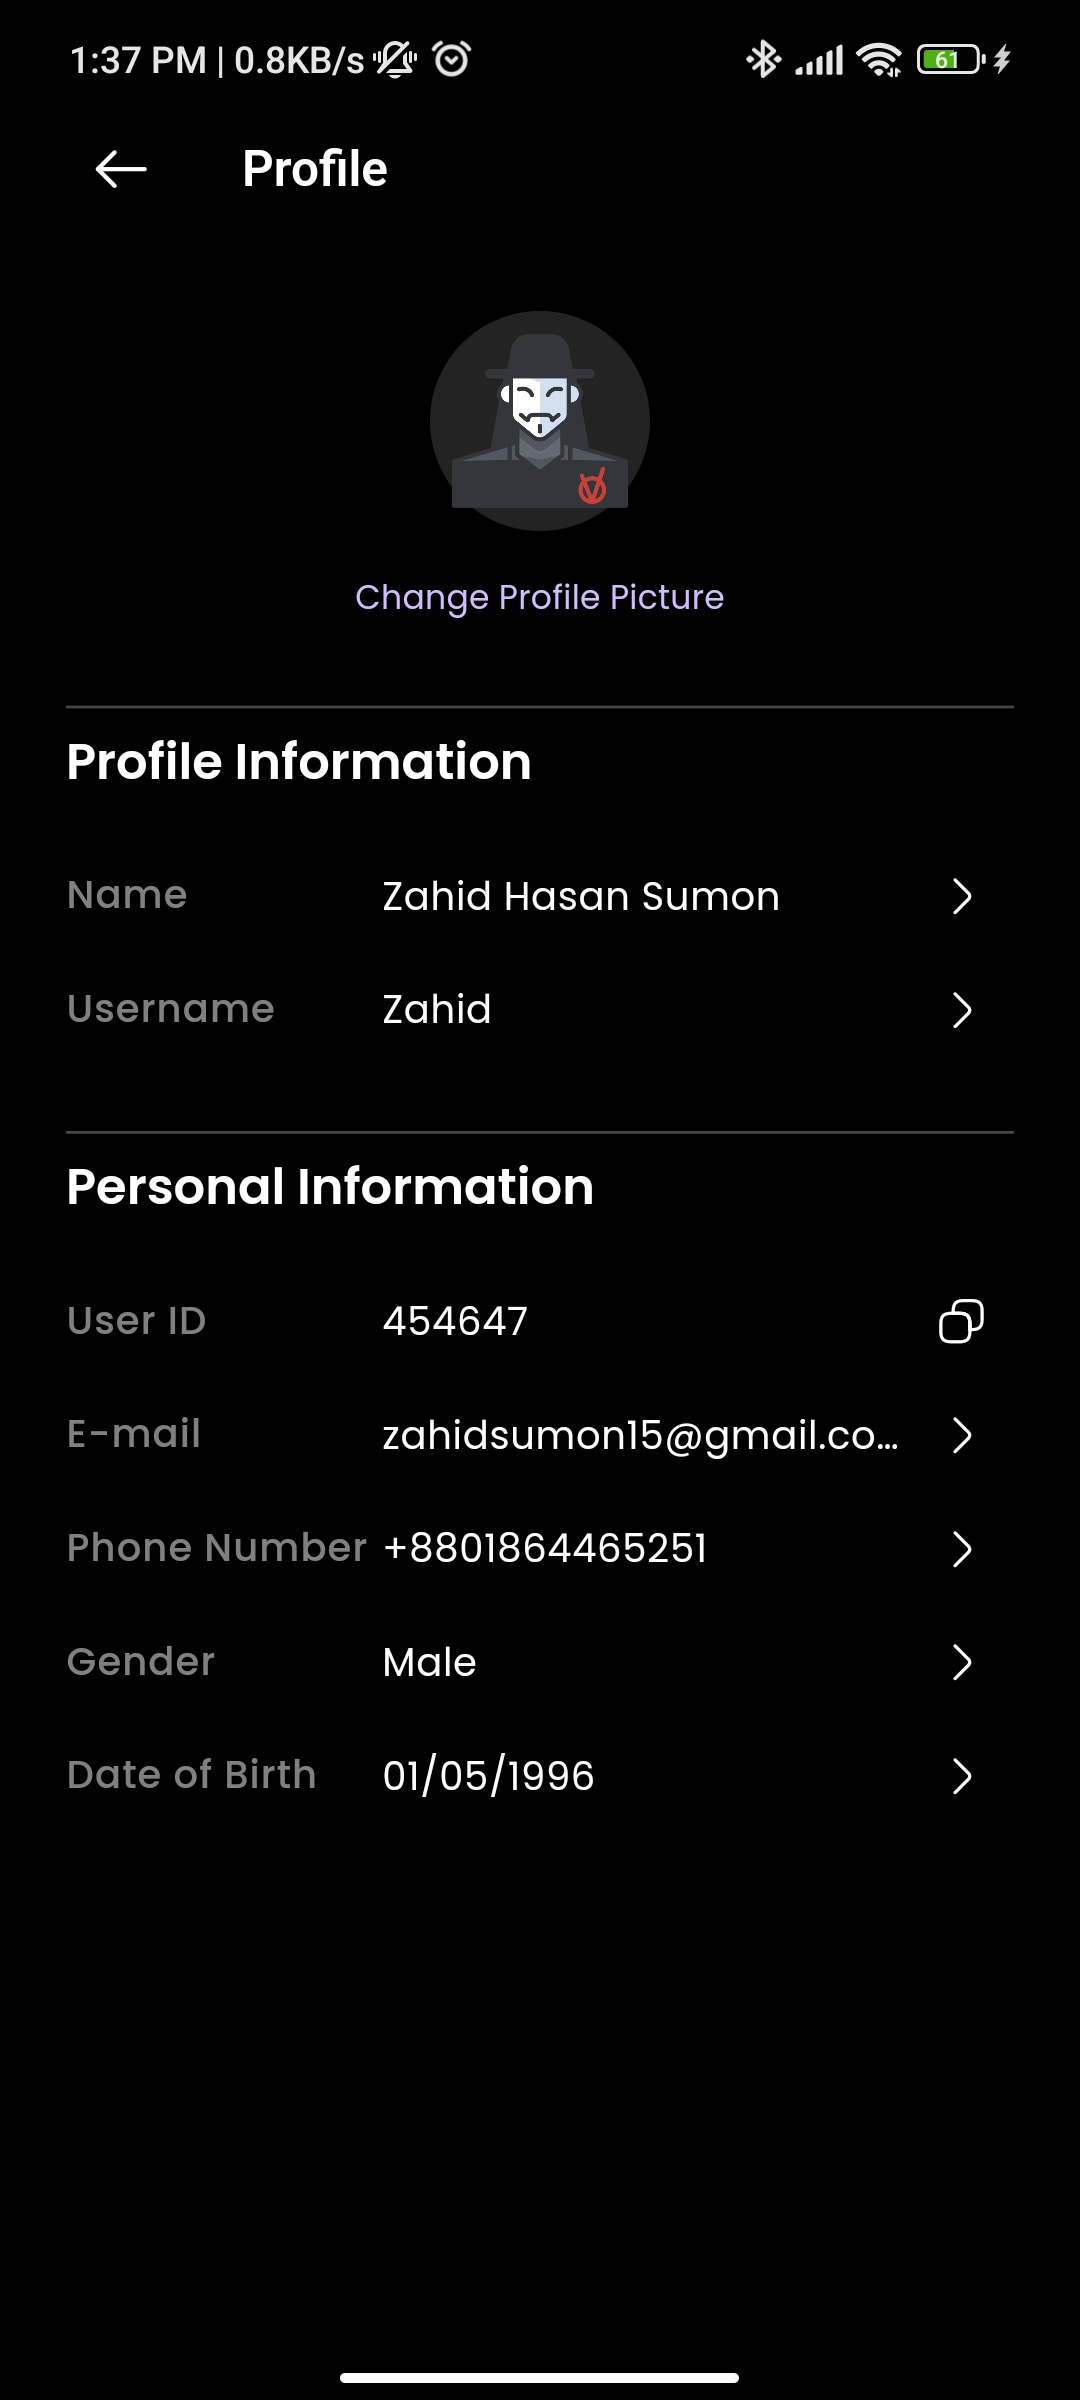 1:37 PM | 0.8KB/s
61
Profile
Change Profile Picture
Profile Information
Name Zahid Hasan Sumon
Username Zahid
Personal Information
User ID 454647
E-mail zahidsumon15@gmail.co...
Phone Number +8801864465251
Gender Male
Date of Birth 01/05/1996